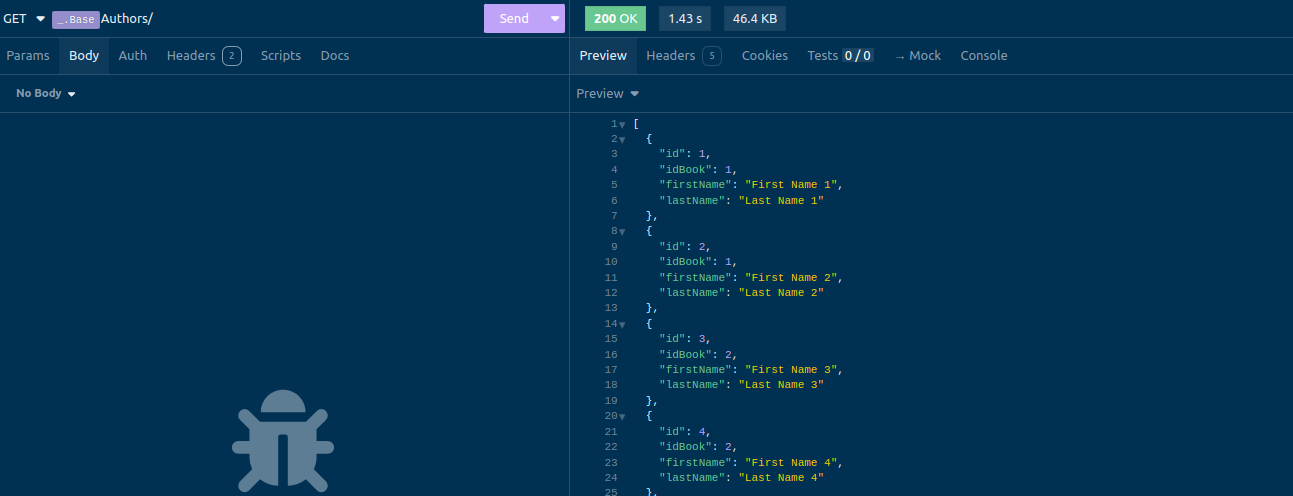 GET _.Base Authors/ Send 200 OK 1.43 s 46.4 KB
Params Body Auth Headers 2 Scripts Docs Preview Headers 5 Cookies Tests 0 / 0 → Mock Console
No Body Preview
1 [
2 {
3 "id": 1,
4 "idBook": 1,
5 "firstName": "First Name 1",
6 "lastName": "Last Name 1"
7 },
8 {
9 "id": 2,
10 "idBook": 1,
11 "firstName": "First Name 2",
12 "lastName": "Last Name 2"
13 },
14 {
15 "id": 3,
16 "idBook": 2,
17 "firstName": "First Name 3",
18 "lastName": "Last Name 3"
19 },
20 {
21 "id": 4,
22 "idBook": 2,
23 "firstName": "First Name 4",
24 "lastName": "Last Name 4"
25 },